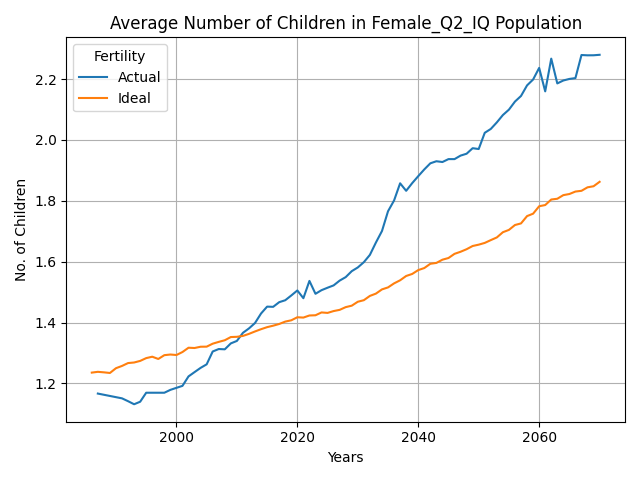 Average Number of Children in Female_Q2_IQ Population
Fertility
Actual
Ideal
2.2
2.0
1.8
1.6
1.4
1.2
No. of Children
2000
2020
2040
2060
Years